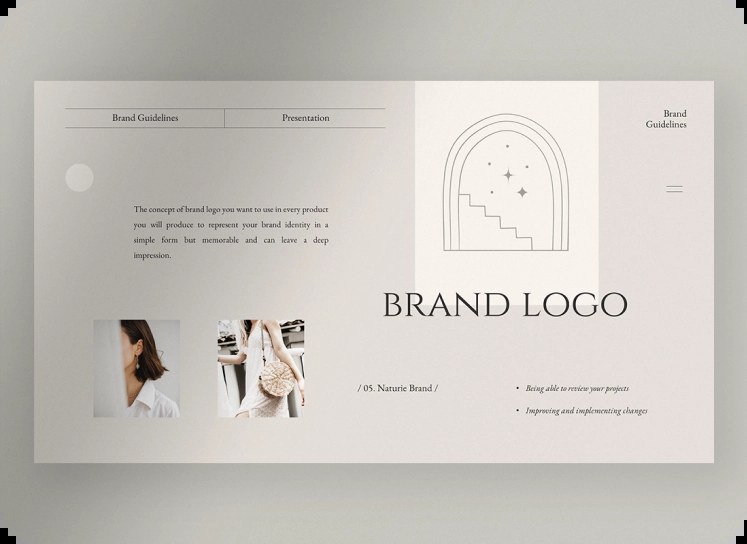 Brand Guidelines
Presentation
Brand
Guidelines
The concept of brand logo you want to use in every product
you will produce to represent your brand identity in a
simple form but memorable and can leave a deep
impression.
BRAND LOGO
/ 05. Naturie Brand /
• Being able to review your projects
• Improving and implementing changes